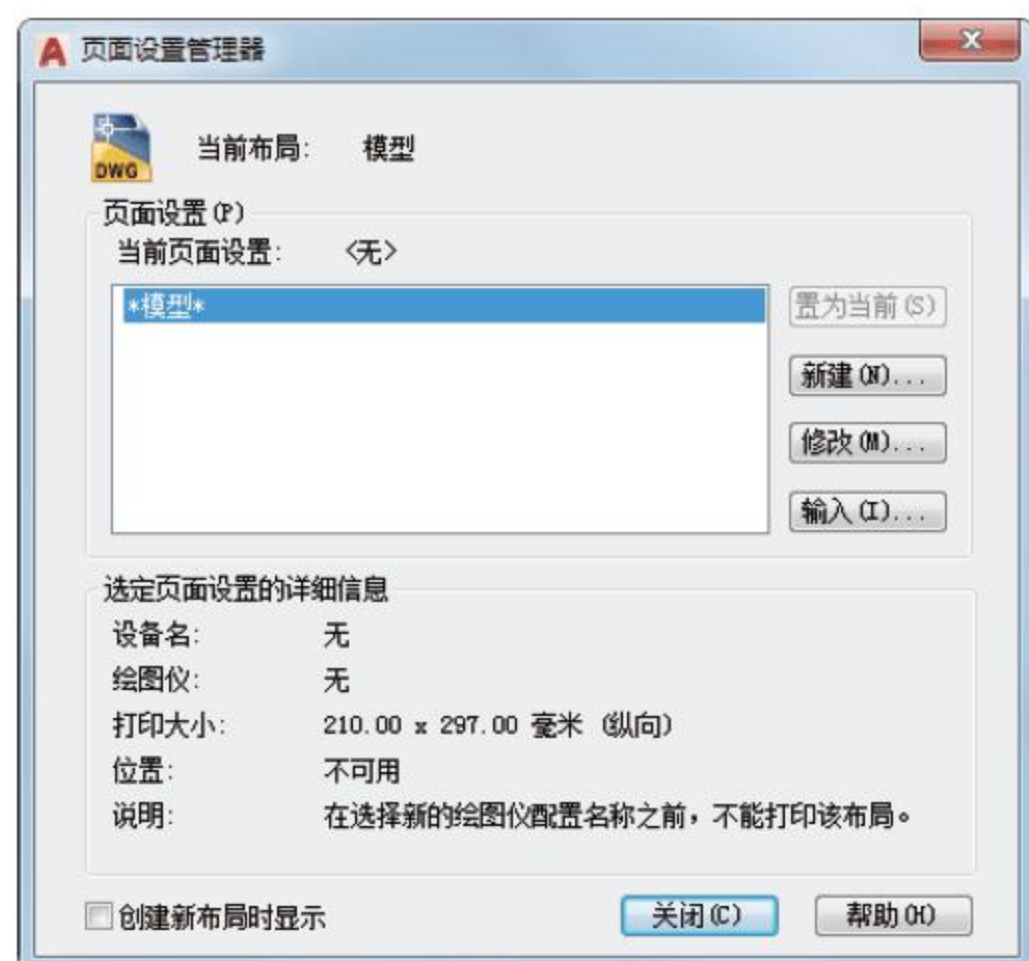 页面设置管理器
DWG
当前布局: 模型
页面设置(P)
当前页面设置: <无>
*模型*
置为当前(S)
新建(N)...
修改(M)...
输入(I)...
选定页面设置的详细信息
设备名: 无
绘图仪: 无
打印大小: 210.00 x 297.00 毫米 (纵向)
位置: 不可用
说明: 在选择新的绘图仪配置名称之前，不能打印该布局。
创建新布局时显示
关闭(C)
帮助(H)